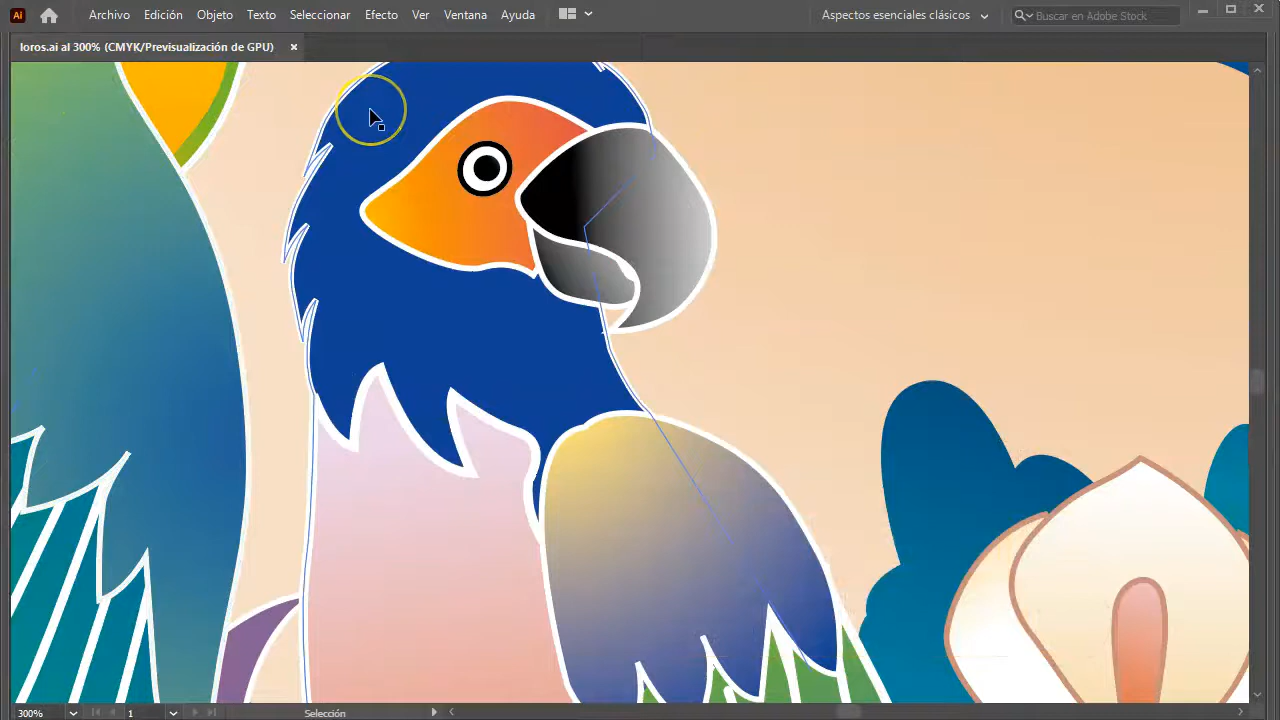 Ai Archivo Edición Objeto Texto Seleccionar Efecto Ver Ventana Ayuda Aspectos esenciales clásicos Buscar en Adobe Stock
loros.ai al 300% (CMYK/Previsualización de GPU) ×
300% 1 Selección